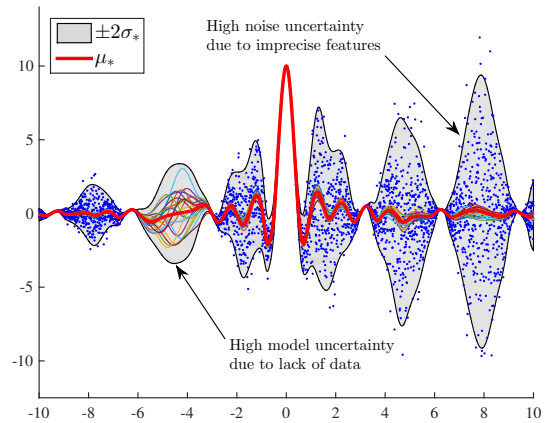 High noise uncertainty
due to imprecise features
±2σ∗
μ∗
10
5
0
-5
-10
High model uncertainty
due to lack of data
-10 -8 -6 -4 -2 0 2 4 6 8 10